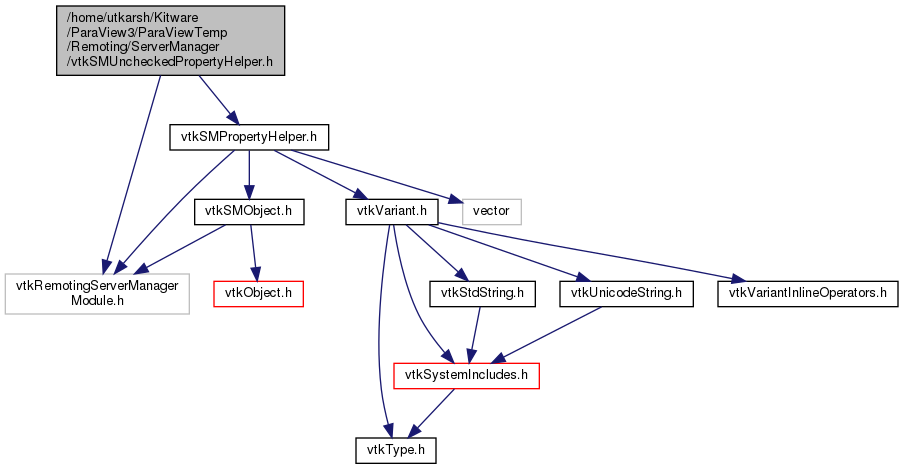 /home/utkarsh/Kitware
/ParaView3/ParaViewTemp
/Remoting/ServerManager
/vtkSMUncheckedPropertyHelper.h
vtkSMPropertyHelper.h
vtkSMObject.h
vtkVariant.h
vector
vtkRemotingServerManager
Module.h
vtkObject.h
vtkStdString.h
vtkUnicodeString.h
vtkVariantInlineOperators.h
vtkSystemIncludes.h
vtkType.h